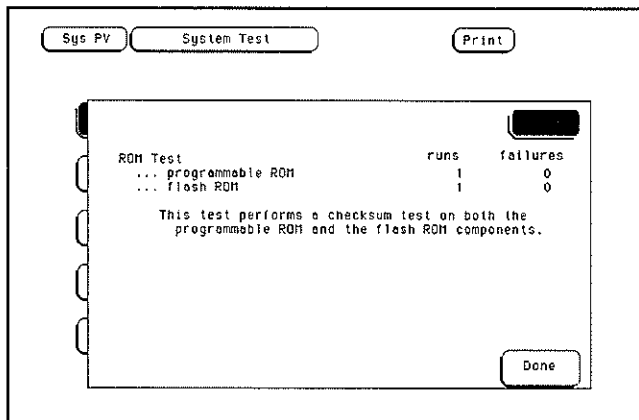 Sys PV System Test Print
ROM Test runs failures
... programmable ROM 1 0
... flash ROM 1 0
This test performs a checksum test on both the
programmable ROM and the flash ROM components.
Done